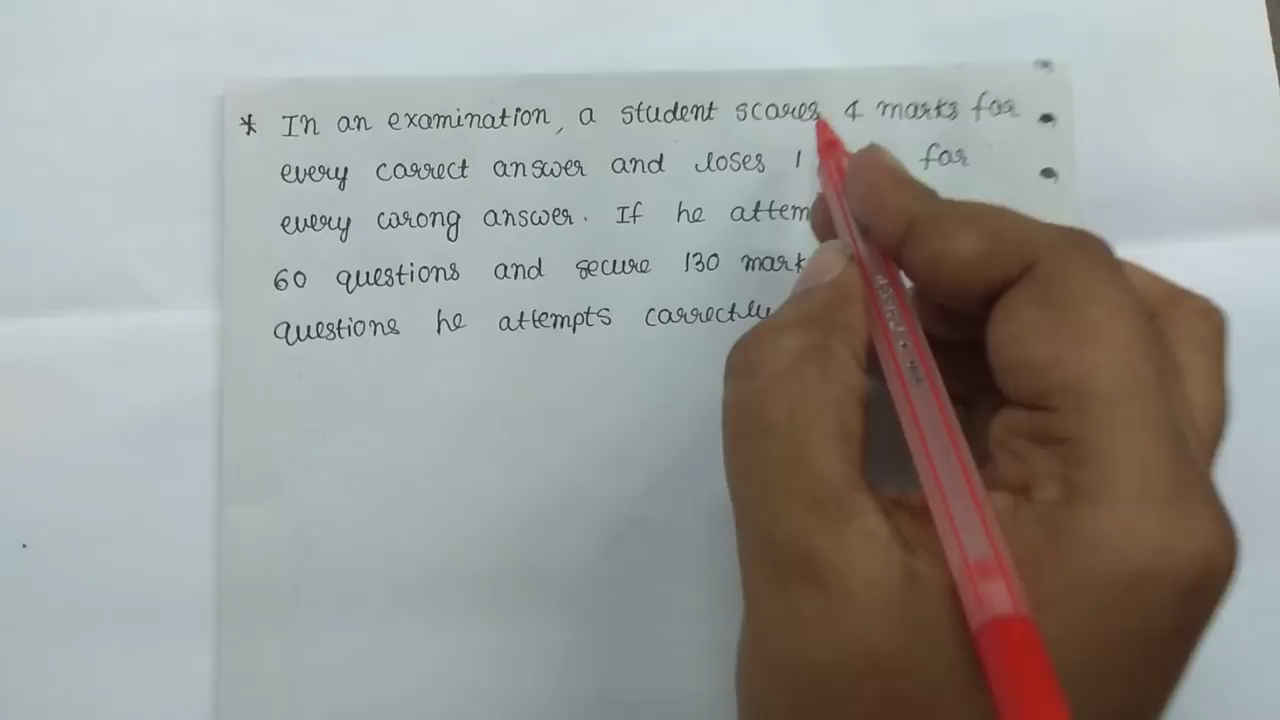 * In an examination, a student scores 4 marks for
every correct answer and loses 1 for
every wrong answer. If he attem
60 questions and secure 130 mark
questions he attempts correctly